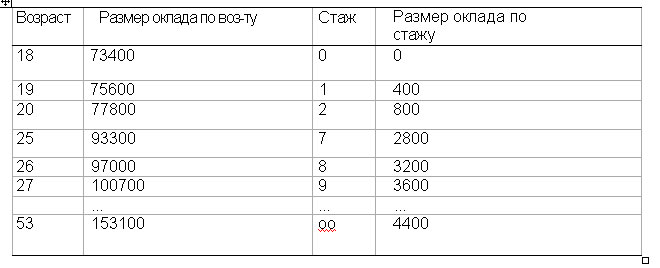 Возраст Размер оклада по воз-ту Стаж Размер оклада по
стажу
18 73400 0 0
19 75600 1 400
20 77800 2 800
25 93300 7 2800
26 97000 8 3200
27 100700 9 3600
... ... ...
53 153100 оо 4400